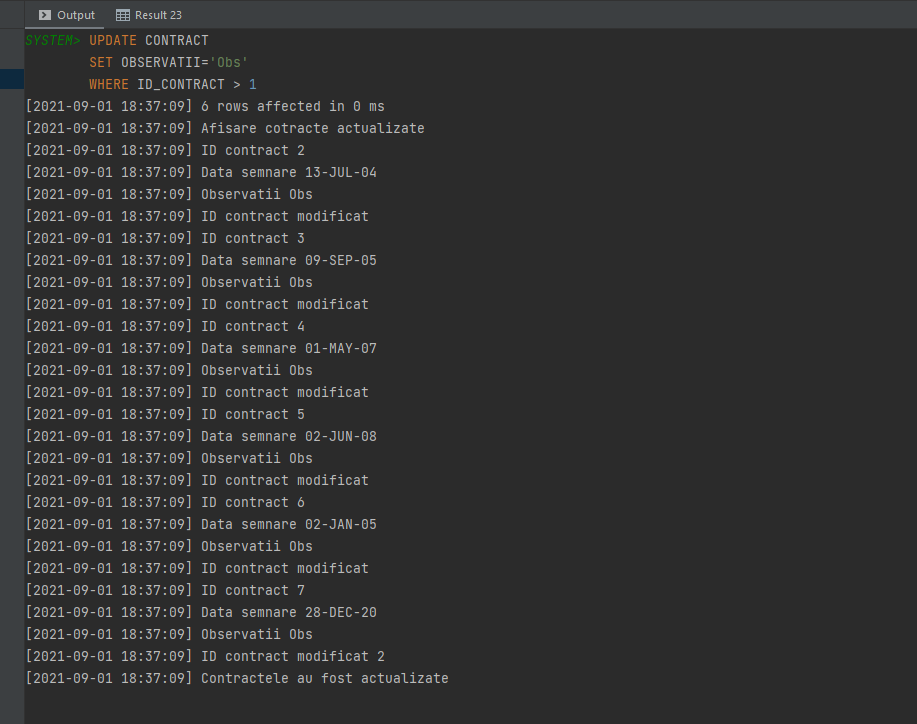 Output Result 23
SYSTEM> UPDATE CONTRACT
SET OBSERVATII='Obs'
WHERE ID_CONTRACT > 1
[2021-09-01 18:37:09] 6 rows affected in 0 ms
[2021-09-01 18:37:09] Afisare cotracte actualizate
[2021-09-01 18:37:09] ID contract 2
[2021-09-01 18:37:09] Data semnare 13-JUL-04
[2021-09-01 18:37:09] Observatii Obs
[2021-09-01 18:37:09] ID contract modificat
[2021-09-01 18:37:09] ID contract 3
[2021-09-01 18:37:09] Data semnare 09-SEP-05
[2021-09-01 18:37:09] Observatii Obs
[2021-09-01 18:37:09] ID contract modificat
[2021-09-01 18:37:09] ID contract 4
[2021-09-01 18:37:09] Data semnare 01-MAY-07
[2021-09-01 18:37:09] Observatii Obs
[2021-09-01 18:37:09] ID contract modificat
[2021-09-01 18:37:09] ID contract 5
[2021-09-01 18:37:09] Data semnare 02-JUN-08
[2021-09-01 18:37:09] Observatii Obs
[2021-09-01 18:37:09] ID contract modificat
[2021-09-01 18:37:09] ID contract 6
[2021-09-01 18:37:09] Data semnare 02-JAN-05
[2021-09-01 18:37:09] Observatii Obs
[2021-09-01 18:37:09] ID contract modificat
[2021-09-01 18:37:09] ID contract 7
[2021-09-01 18:37:09] Data semnare 28-DEC-20
[2021-09-01 18:37:09] Observatii Obs
[2021-09-01 18:37:09] ID contract modificat 2
[2021-09-01 18:37:09] Contractele au fost actualizate